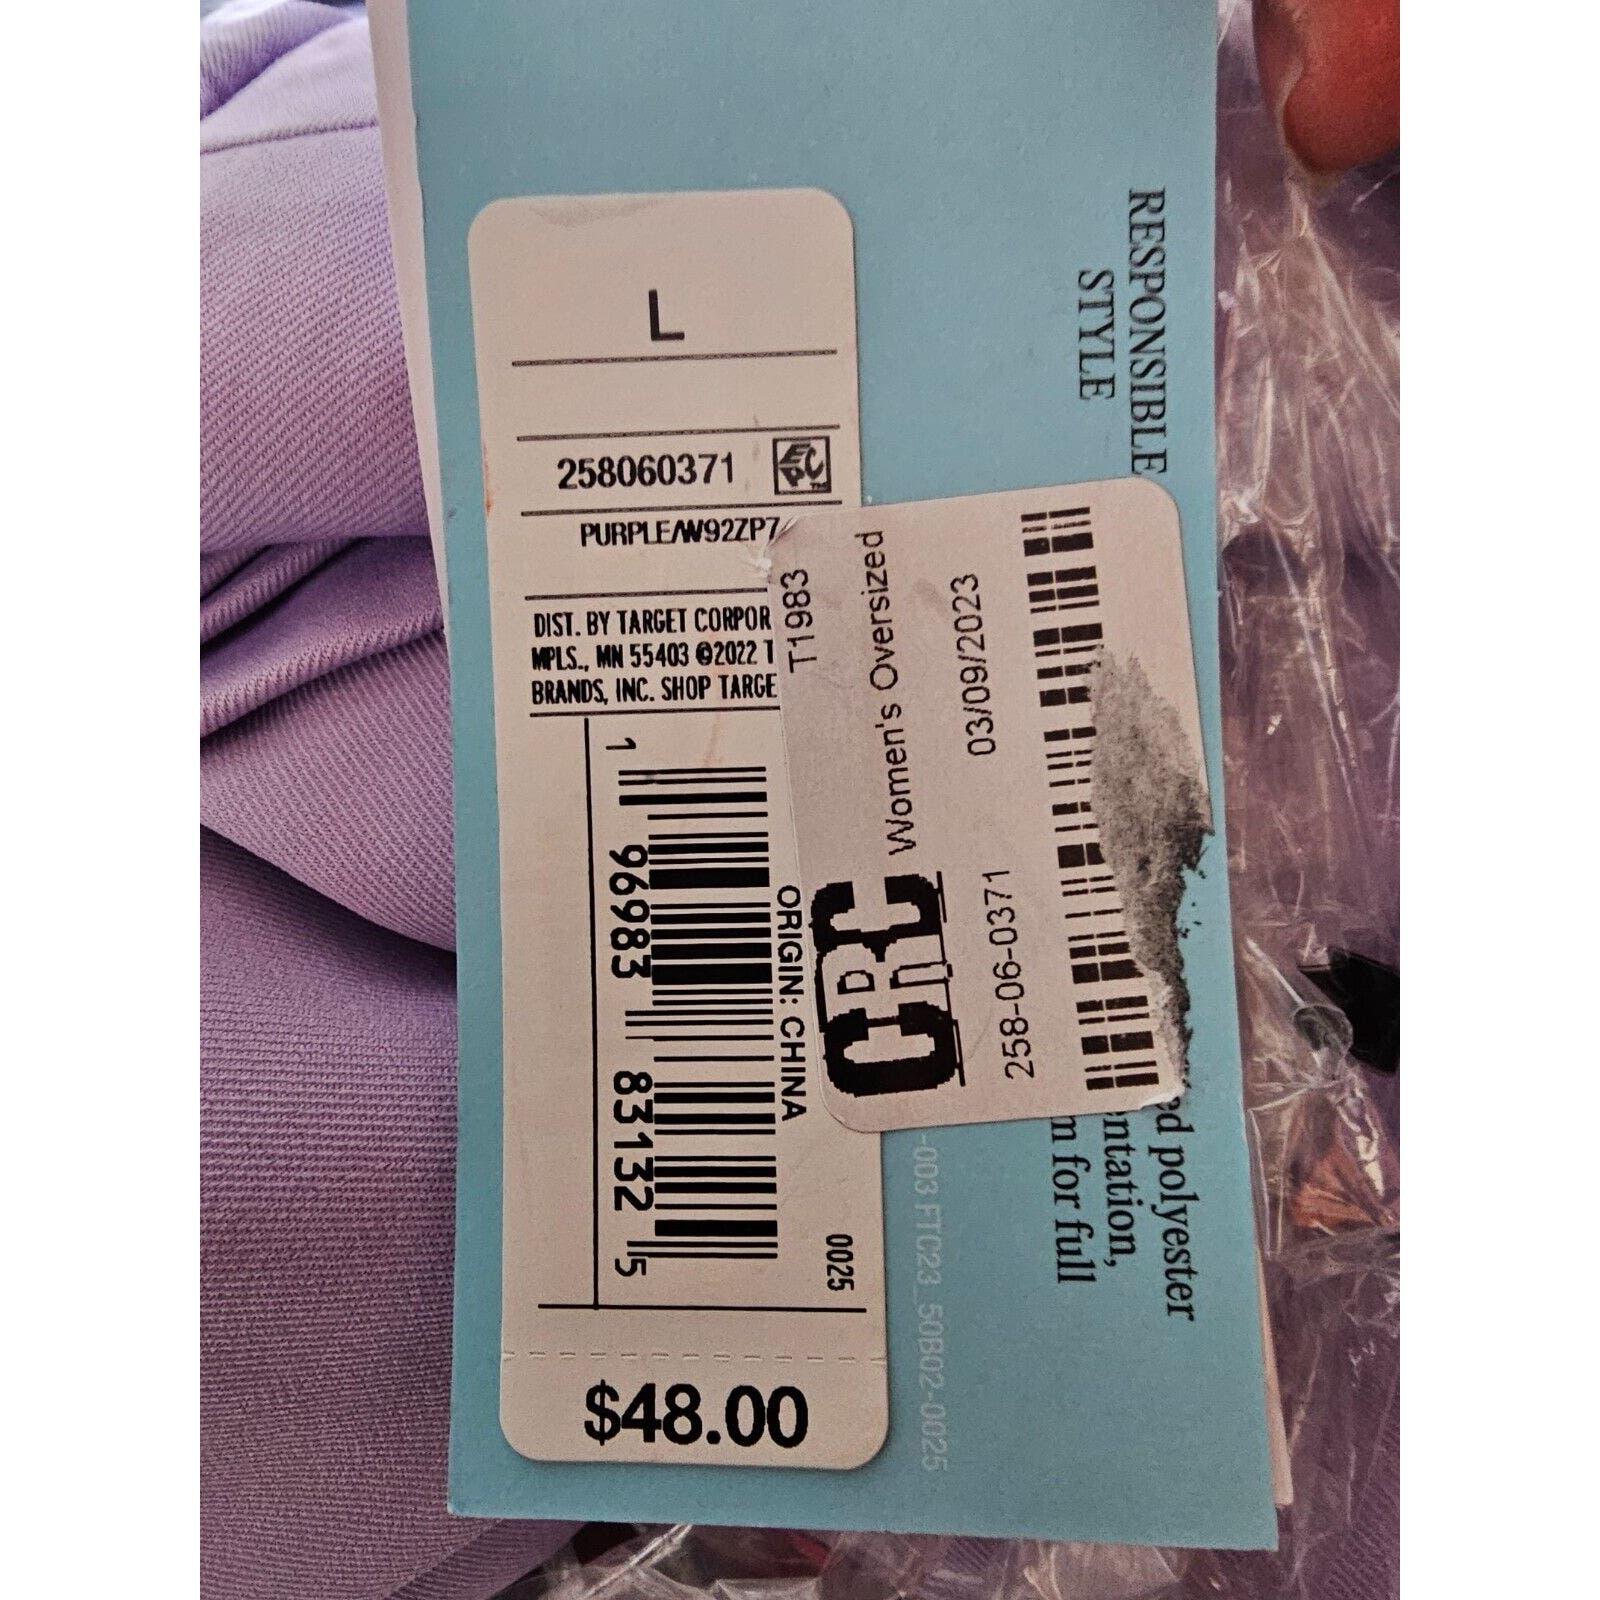 L
258060371
EPC™
PURPLE/W92ZP7
DIST. BY TARGET CORPOR
MPLS., MN 55403 ©2022 T
BRANDS, INC. SHOP TARGE
1 96983 83132 5
ORIGIN: CHINA
0025
$48.00
T1983
Women's Oversized
03/09/2023
CRC
258-06-0371
RESPONSIBLE
STYLE
ed polyester
entation,
m for full
-003 FTC23_50B02-0025